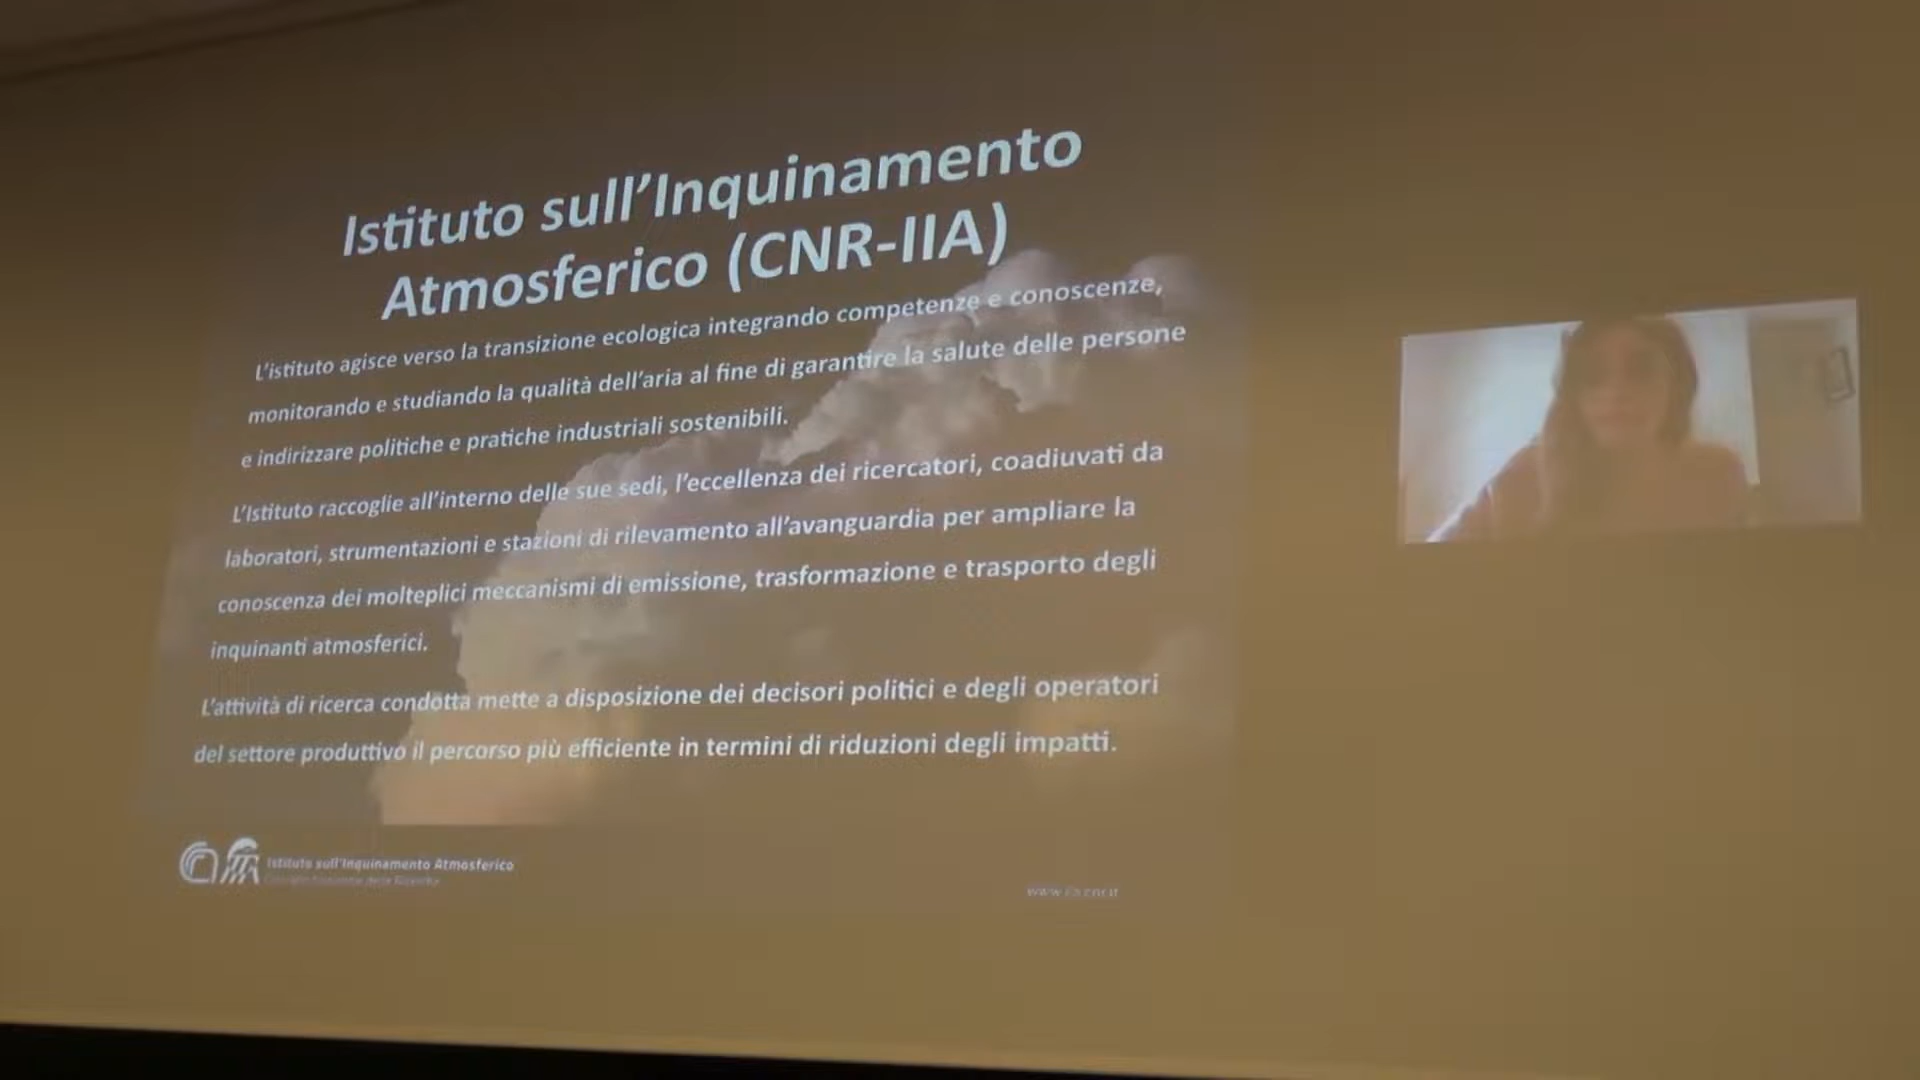 Istituto sull'Inquinamento
Atmosferico (CNR-IIA)
L'istituto agisce verso la transizione ecologica integrando competenze e conoscenze,
monitorando e studiando la qualità dell'aria al fine di garantire la salute delle persone
e indirizzare politiche e pratiche industriali sostenibili.
L'Istituto raccoglie all'interno delle sue sedi, l'eccellenza dei ricercatori, coadiuvati da
laboratori, strumentazioni e stazioni di rilevamento all'avanguardia per ampliare la
conoscenza dei molteplici meccanismi di emissione, trasformazione e trasporto degli
inquinanti atmosferici.
L'attività di ricerca condotta mette a disposizione dei decisori politici e degli operatori
del settore produttivo il percorso più efficiente in termini di riduzioni degli impatti.
Istituto sull'Inquinamento Atmosferico